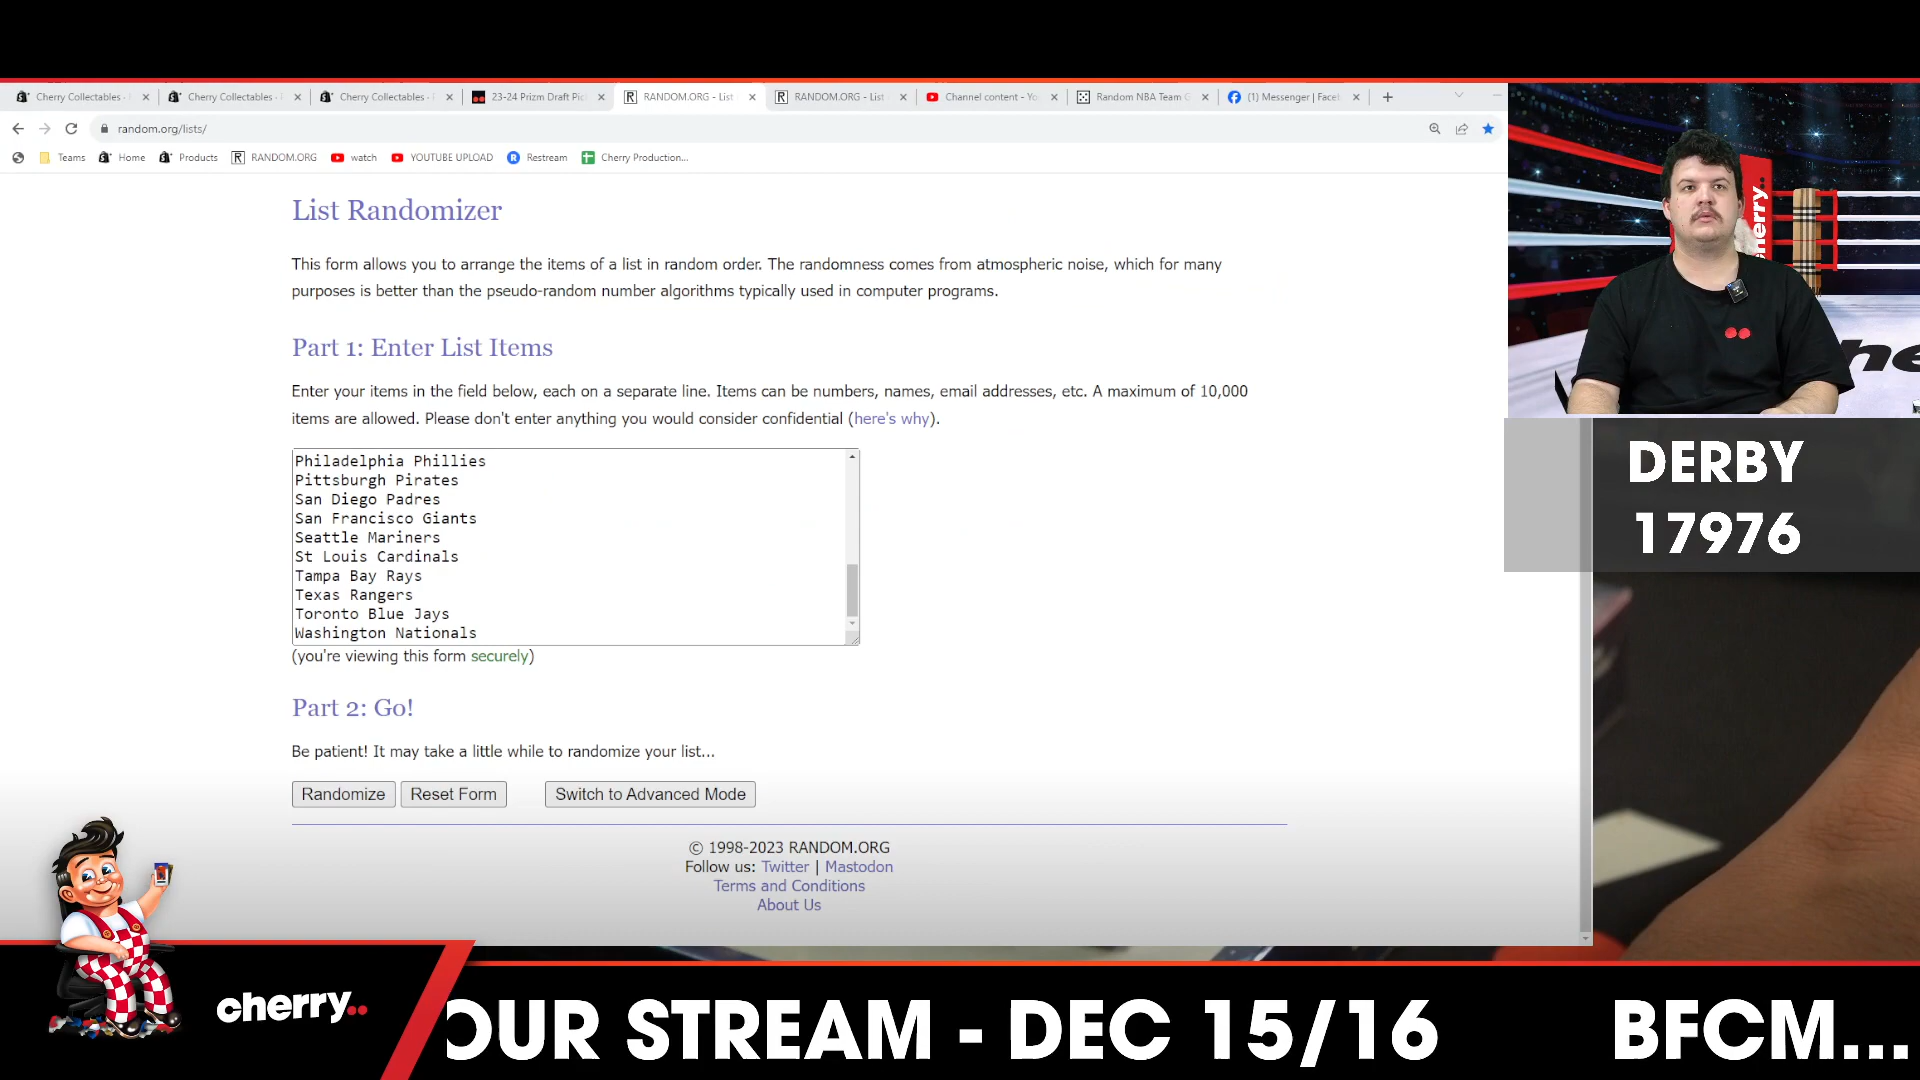 Cherry Collectables -
Cherry Collectables -
Cherry Collectables -
23-24 Prizm Draft Pic
RANDOM.ORG - List
RANDOM.ORG - List
Channel content - Yo
Random NBA Team G
(1) Messenger | Face
random.org/lists/
Teams
Home
Products
RANDOM.ORG
watch
YOUTUBE UPLOAD
Restream
Cherry Production...
List Randomizer
This form allows you to arrange the items of a list in random order. The randomness comes from atmospheric noise, which for many
purposes is better than the pseudo-random number algorithms typically used in computer programs.
Part 1: Enter List Items
Enter your items in the field below, each on a separate line. Items can be numbers, names, email addresses, etc. A maximum of 10,000
items are allowed. Please don't enter anything you would consider confidential (here's why).
Philadelphia Phillies
Pittsburgh Pirates
San Diego Padres
San Francisco Giants
Seattle Mariners
St Louis Cardinals
Tampa Bay Rays
Texas Rangers
Toronto Blue Jays
Washington Nationals
(you're viewing this form securely)
Part 2: Go!
Be patient! It may take a little while to randomize your list...
Randomize
Reset Form
Switch to Advanced Mode
© 1998-2023 RANDOM.ORG
Follow us: Twitter | Mastodon
Terms and Conditions
About Us
DERBY
17976
cherry..
OUR STREAM - DEC 15/16
BFCM...